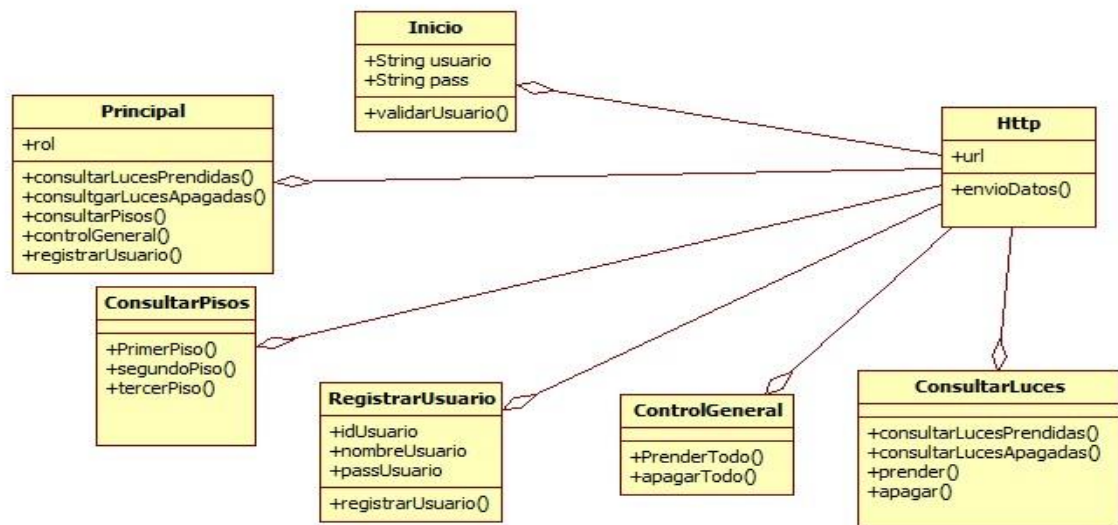 Inicio
+String usuario
+String pass
+validarUsuario()
Principal
+rol
+consultarLucesPrendidas()
+consultgarLucesApagadas()
+consultarPisos()
+controlGeneral()
+registrarUsuario()
Http
+url
+envioDatos()
ConsultarPisos
+PrimerPiso()
+segundoPiso()
+tercerPiso()
RegistrarUsuario
+idUsuario
+nombreUsuario
+passUsuario
+registrarUsuario()
ControlGeneral
+PrenderTodo()
+apagarTodo()
ConsultarLuces
+consultarLucesPrendidas()
+consultarLucesApagadas()
+prender()
+apagar()